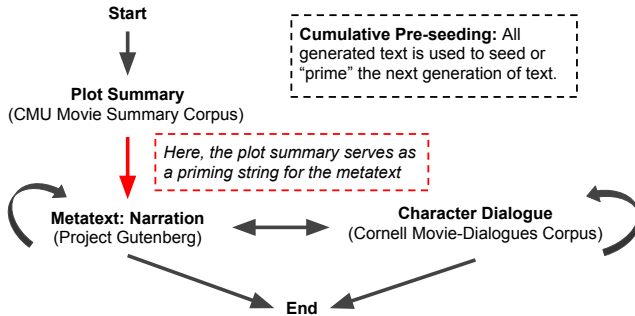 Start
Cumulative Pre-seeding: All
generated text is used to seed or
“prime” the next generation of text.
Plot Summary
(CMU Movie Summary Corpus)
Here, the plot summary serves as
a priming string for the metatext
Metatext: Narration
(Project Gutenberg)
Character Dialogue
(Cornell Movie-Dialogues Corpus)
End